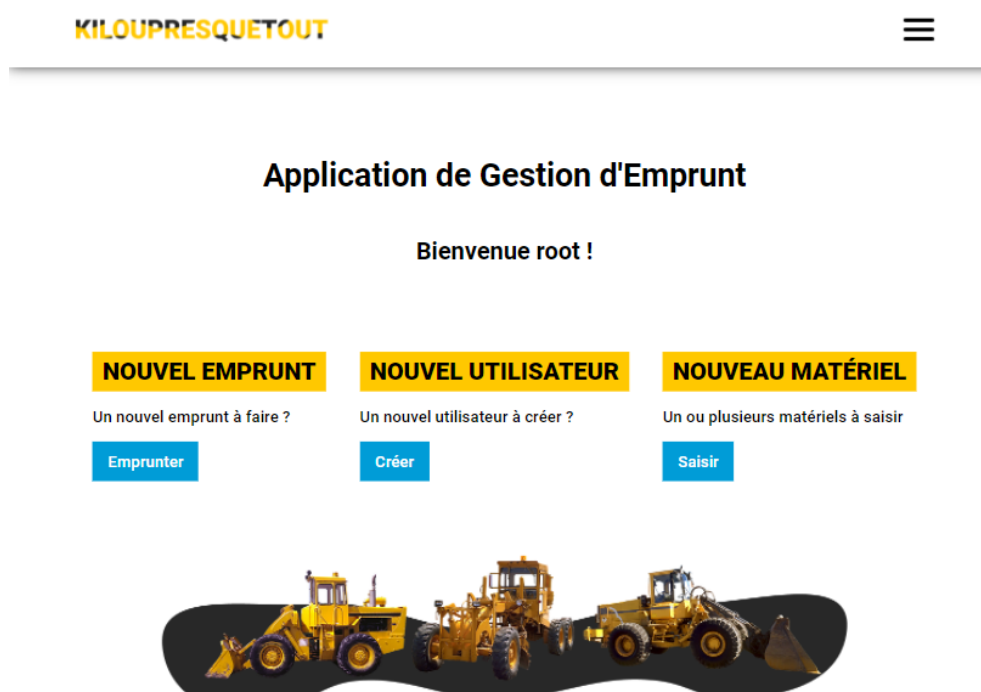 KILOUPRESQUETOUT
Application de Gestion d'Emprunt
Bienvenue root !
NOUVEL EMPRUNT
Un nouvel emprunt à faire ?
Emprunter
NOUVEL UTILISATEUR
Un nouvel utilisateur à créer ?
Créer
NOUVEAU MATÉRIEL
Un ou plusieurs matériels à saisir
Saisir